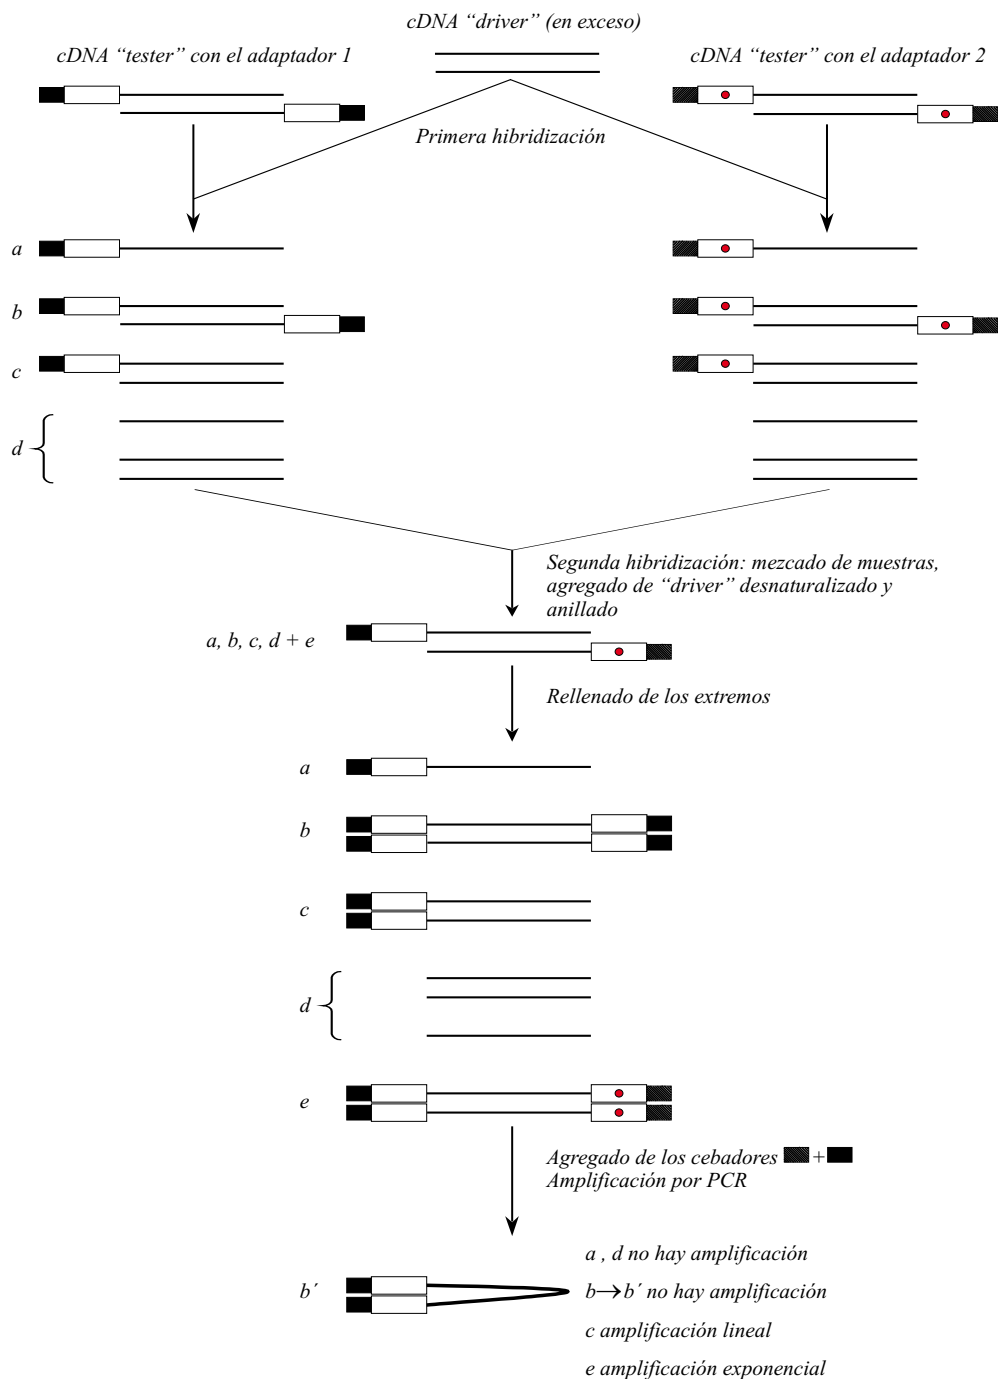 cDNA “driver” (en exceso)
cDNA “tester” con el adaptador 1
cDNA “tester” con el adaptador 2
Primera hibridización
a
b
c
d
Segunda hibridización: mezcado de muestras,
agregado de “driver” desnaturalizado y
anillado
a, b, c, d + e
Rellenado de los extremos
a
b
c
d
e
Agregado de los cebadores +
Amplificación por PCR
b´
a , d no hay amplificación
b→b´ no hay amplificación
c amplificación lineal
e amplificación exponencial